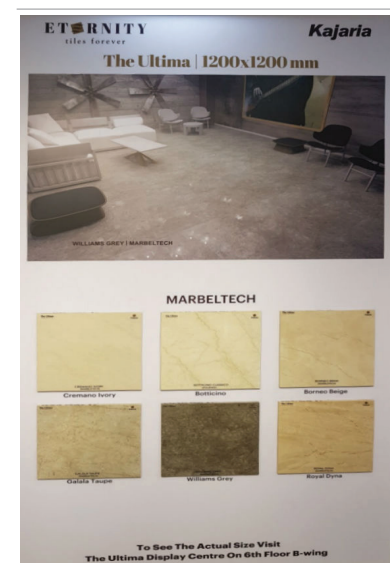 ETERNITY
tiles forever
Kajaria
The Ultima | 1200x1200 mm
WILLIAMS GREY | MARBELTECH
MARBELTECH
Cremano Ivory
Botticino
Borneo Beige
Galala Taupe
Williams Gray
Royal Dyna
To See The Actual Size Visit
The Ultima Display Centre On 6th Floor B-wing